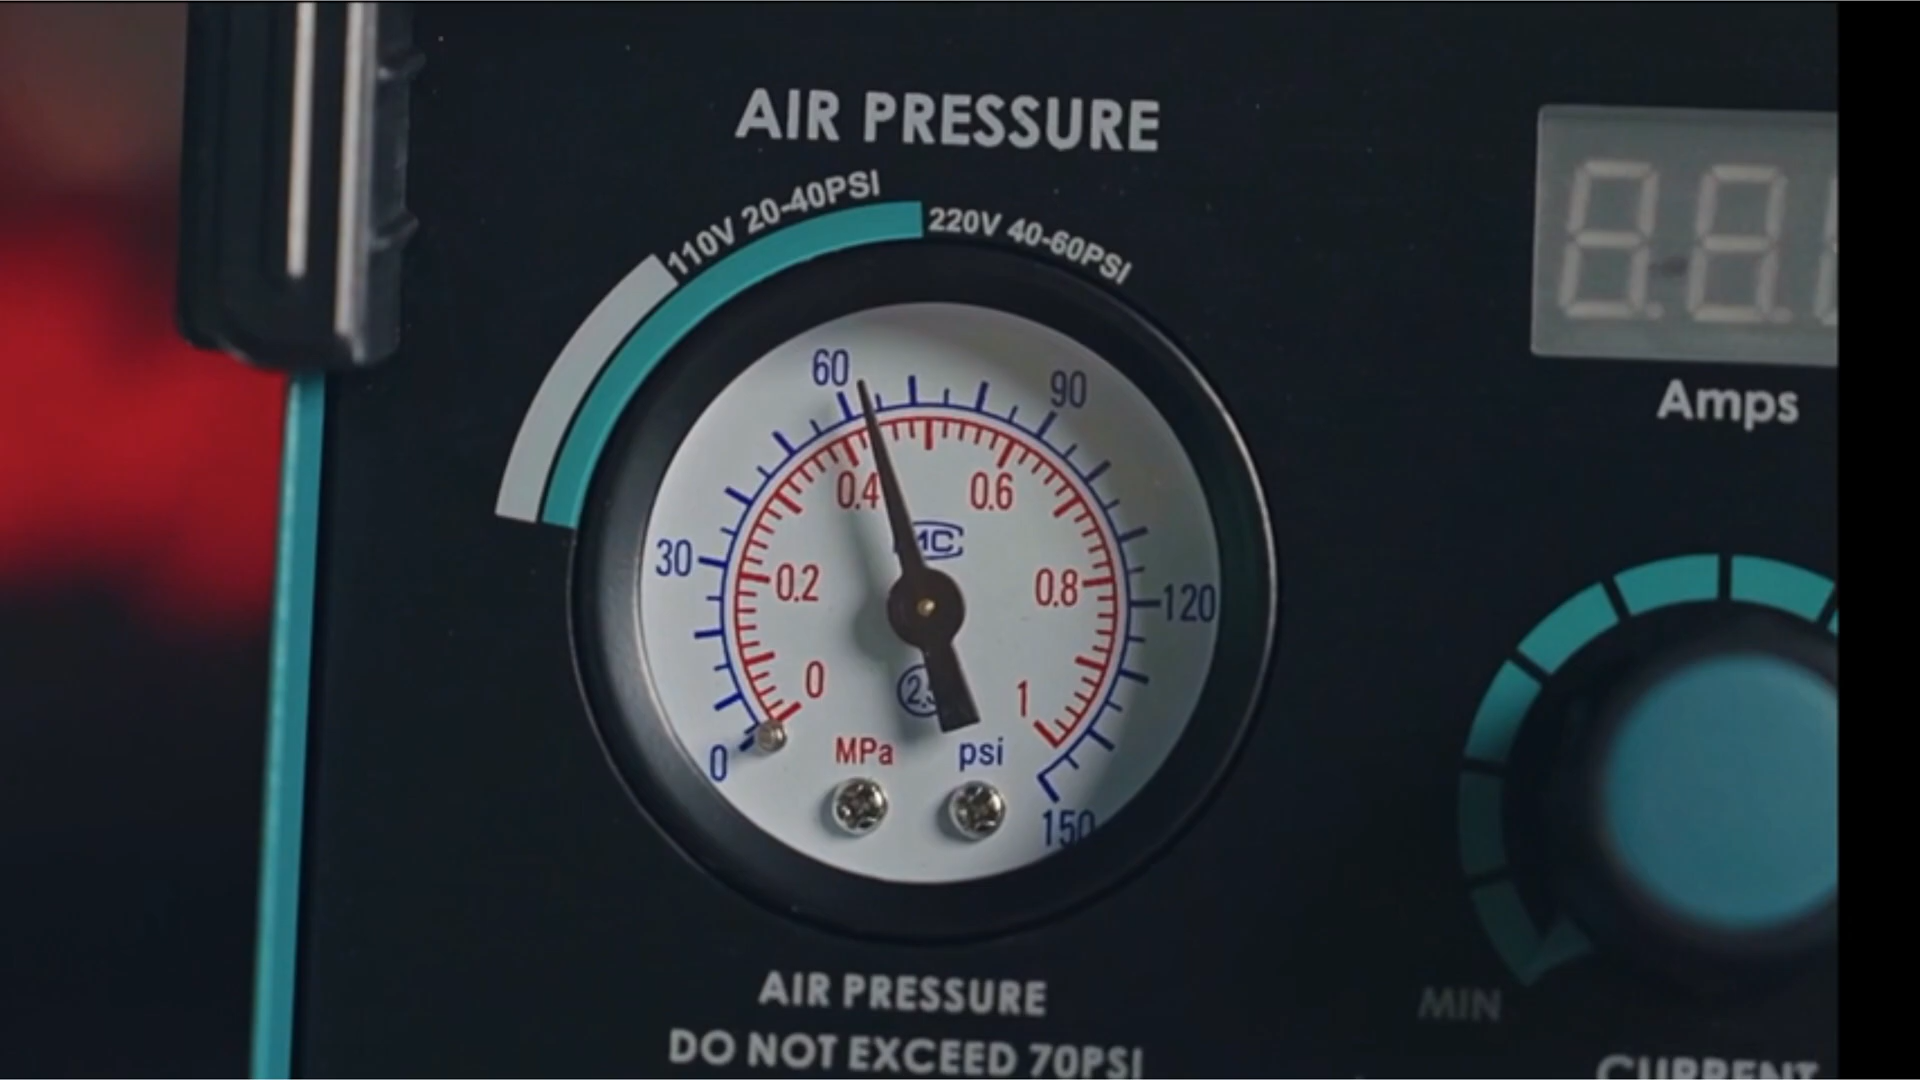 AIR PRESSURE
110V 20-40PSI
220V 40-60PSI
60
90
0.4
0.6
30
0.2
0.8
120
0
1
0
MPa
psi
150
Amps
MIN
AIR PRESSURE
DO NOT EXCEED 70PSI
CURRENT